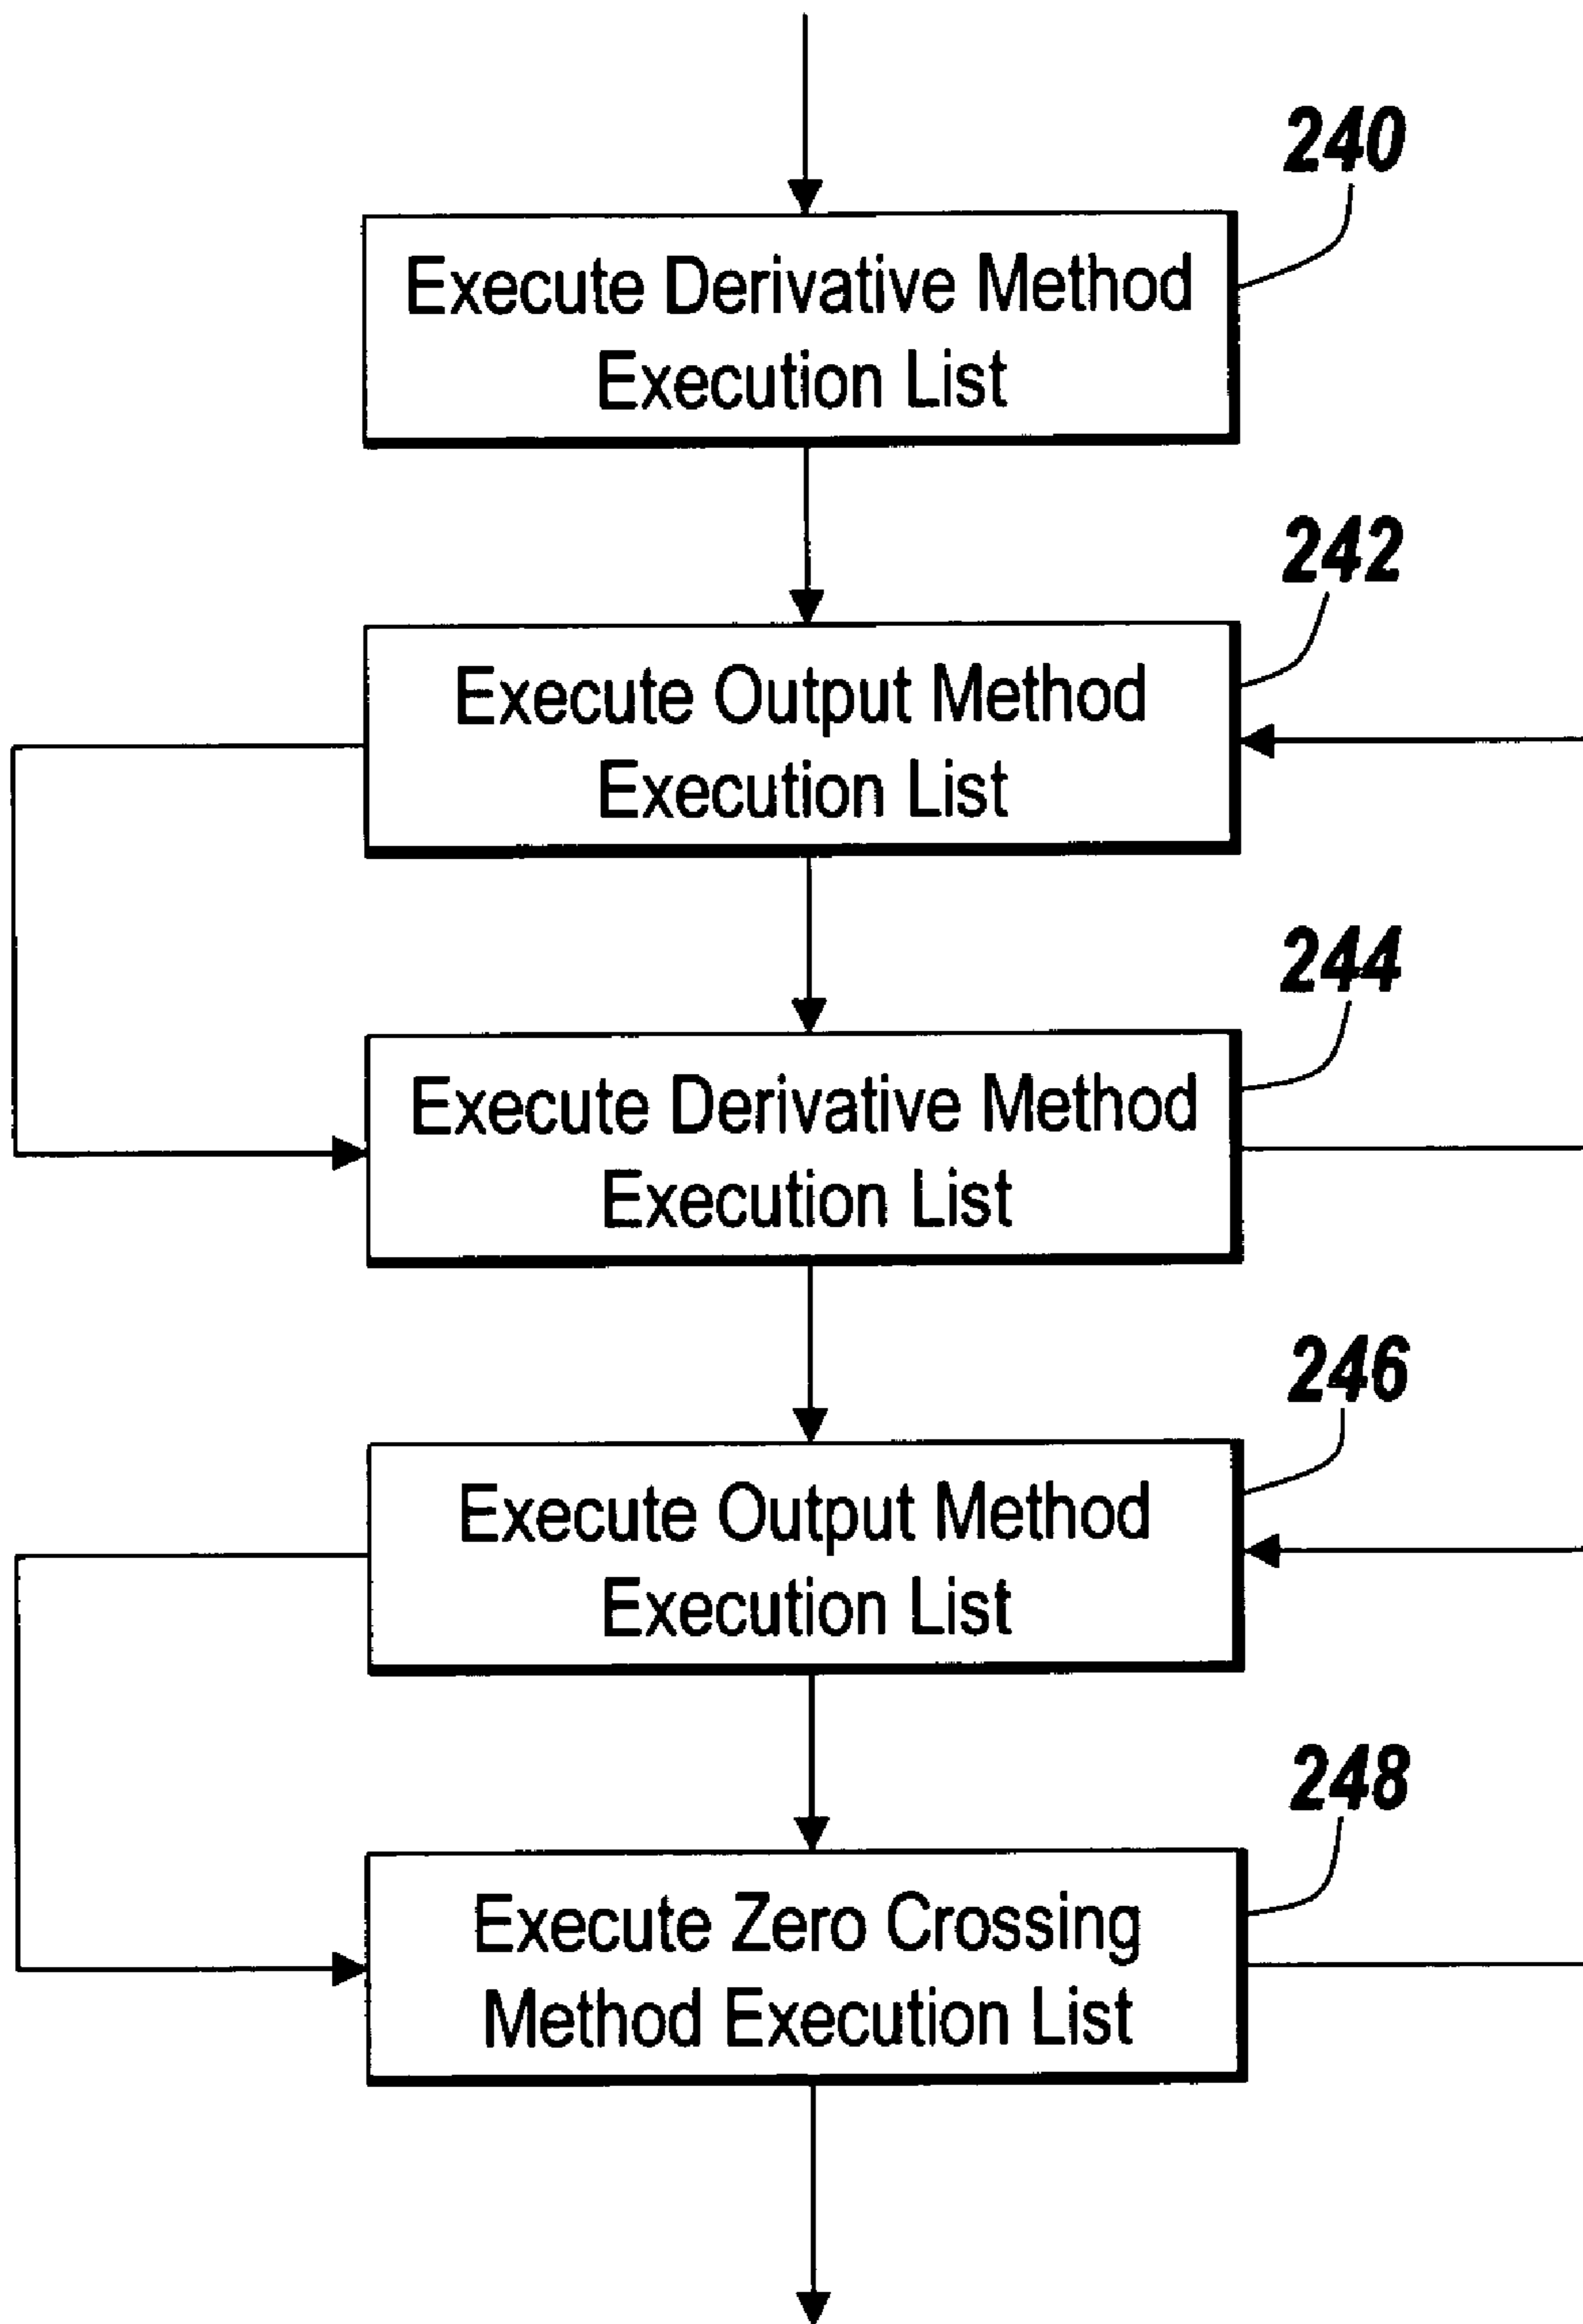 240
Execute Derivative Method
Execution List
242
Execute Output Method
Execution List
244
Execute Derivative Method
Execution List
246
Execute Output Method
Execution List
248
Execute Zero Crossing
Method Execution List